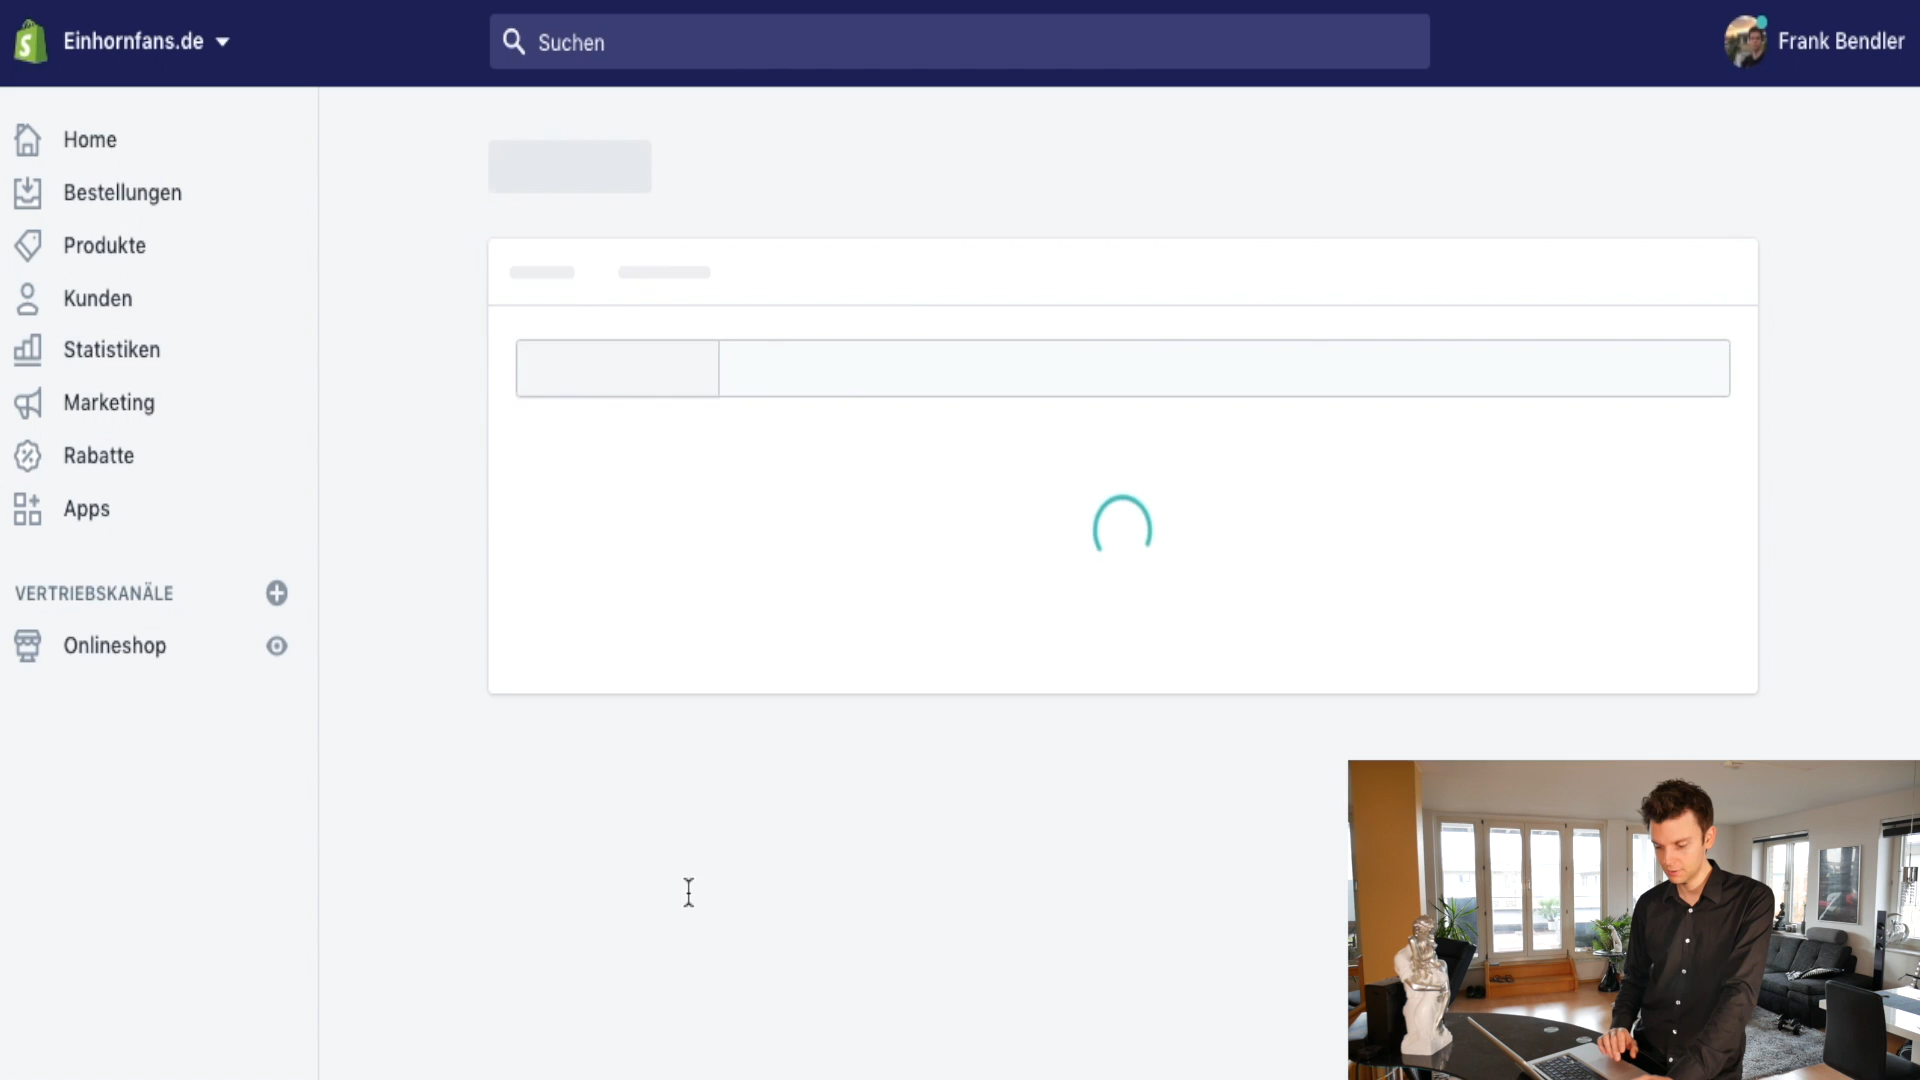 Einhornfans.de
Suchen
Frank Bendler
Home
Bestellungen
Produkte
Kunden
Statistiken
Marketing
Rabatte
Apps
VERTRIEBSKANÄLE
Onlineshop